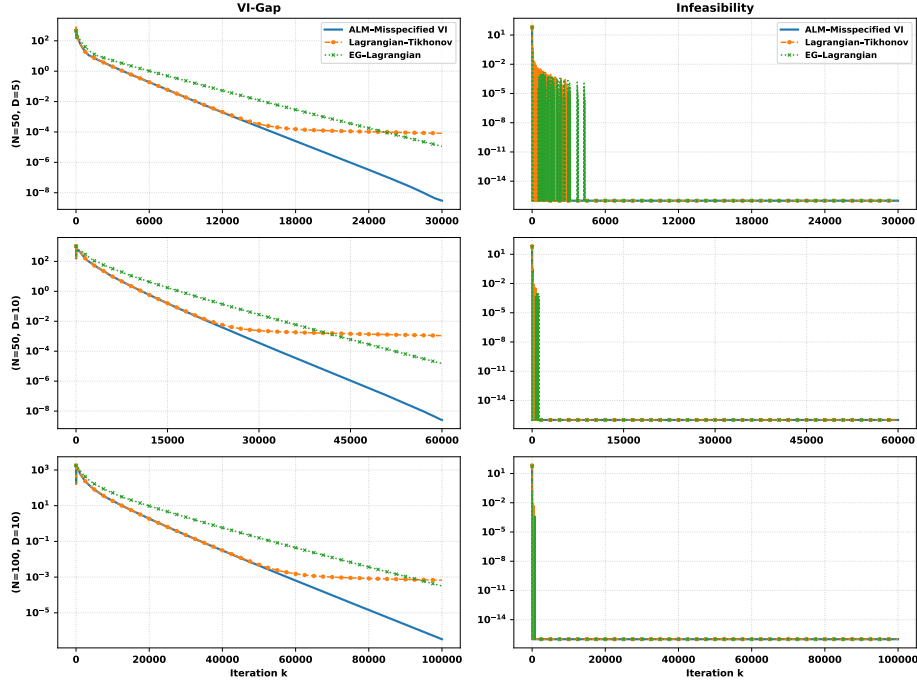 VI-Gap
Infeasibility
10^2
10^0
10^-2
10^-4
10^-6
10^-8
(N=50, D=5)
ALM-Misspecified VI
Lagrangian-Tikhonov
EG-Lagrangian
0 6000 12000 18000 24000 30000
10^1
10^-2
10^-5
10^-8
10^-11
10^-14
ALM-Misspecified VI
Lagrangian-Tikhonov
EG-Lagrangian
0 6000 12000 18000 24000 30000
10^2
10^0
10^-2
10^-4
10^-6
10^-8
(N=50, D=10)
0 15000 30000 45000 60000
10^1
10^-2
10^-5
10^-8
10^-11
10^-14
0 15000 30000 45000 60000
10^3
10^1
10^-1
10^-3
10^-5
(N=100, D=10)
0 20000 40000 60000 80000 100000
Iteration k
10^1
10^-2
10^-5
10^-8
10^-11
10^-14
0 20000 40000 60000 80000 100000
Iteration k